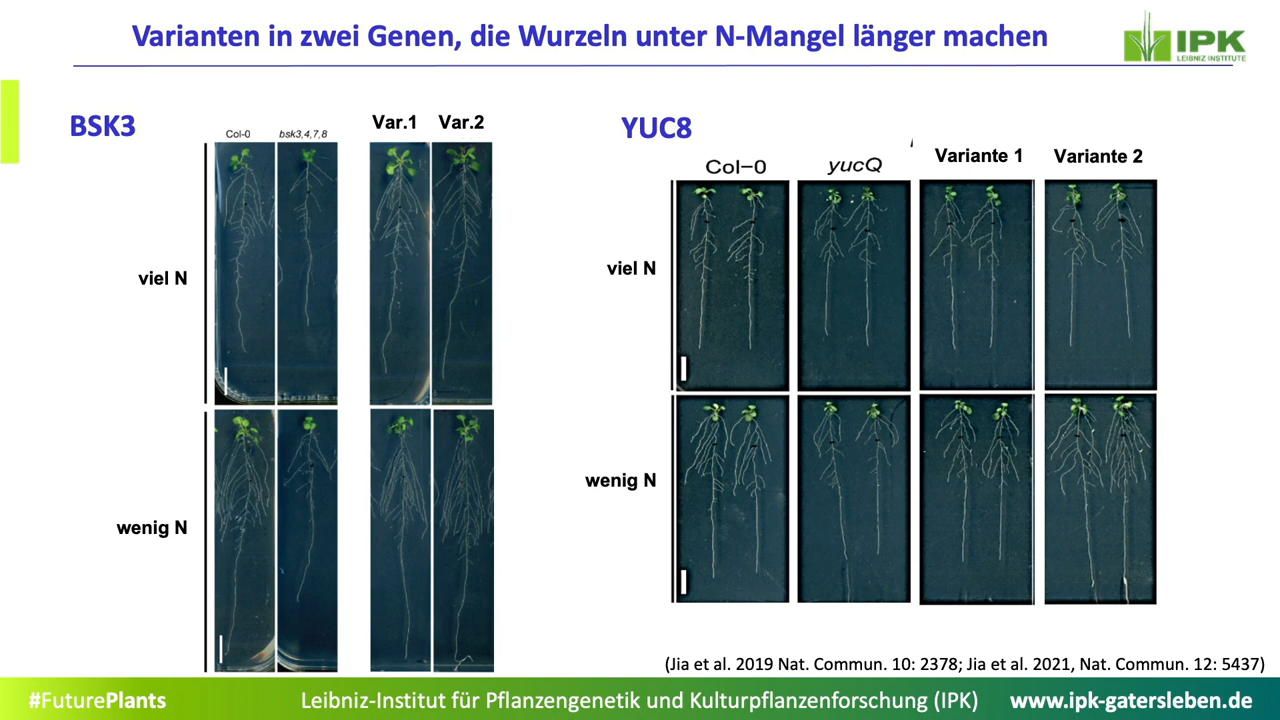 Varianten in zwei Genen, die Wurzeln unter N-Mangel länger machen
IPK
LEIBNIZ INSTITUTE
BSK3
Col-0
bsk3,4,7,8
Var.1
Var.2
viel N
wenig N
YUC8
Col–0
yucQ
Variante 1
Variante 2
viel N
wenig N
(Jia et al. 2019 Nat. Commun. 10: 2378; Jia et al. 2021, Nat. Commun. 12: 5437)
#FuturePlants
Leibniz-Institut für Pflanzengenetik und Kulturpflanzenforschung (IPK)
www.ipk-gatersleben.de